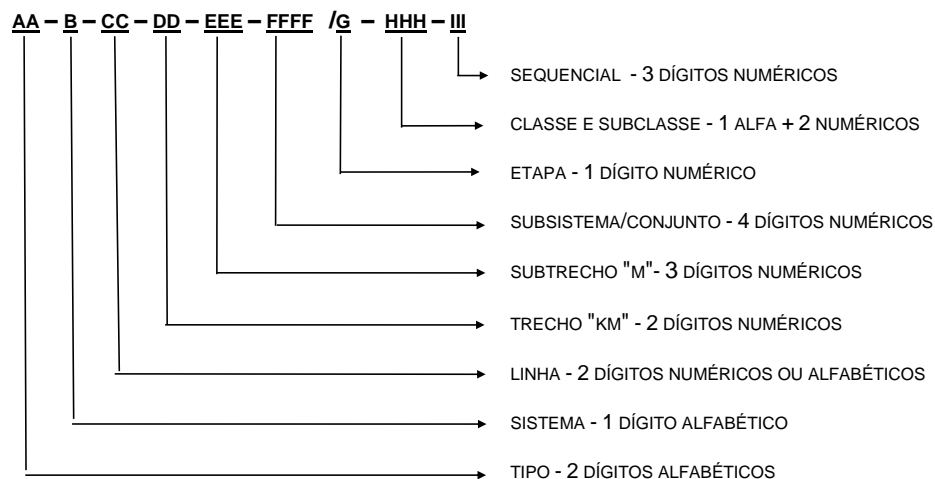 AA – B – CC – DD – EEE – FFFF /G – HHH – III
SEQUENCIAL - 3 DÍGITOS NUMÉRICOS
CLASSE E SUBCLASSE - 1 ALFA + 2 NUMÉRICOS
ETAPA - 1 DÍGITO NUMÉRICO
SUBSISTEMA/CONJUNTO - 4 DÍGITOS NUMÉRICOS
SUBTRECHO "M"- 3 DÍGITOS NUMÉRICOS
TRECHO "KM" - 2 DÍGITOS NUMÉRICOS
LINHA - 2 DÍGITOS NUMÉRICOS OU ALFABÉTICOS
SISTEMA - 1 DÍGITO ALFABÉTICO
TIPO - 2 DÍGITOS ALFABÉTICOS